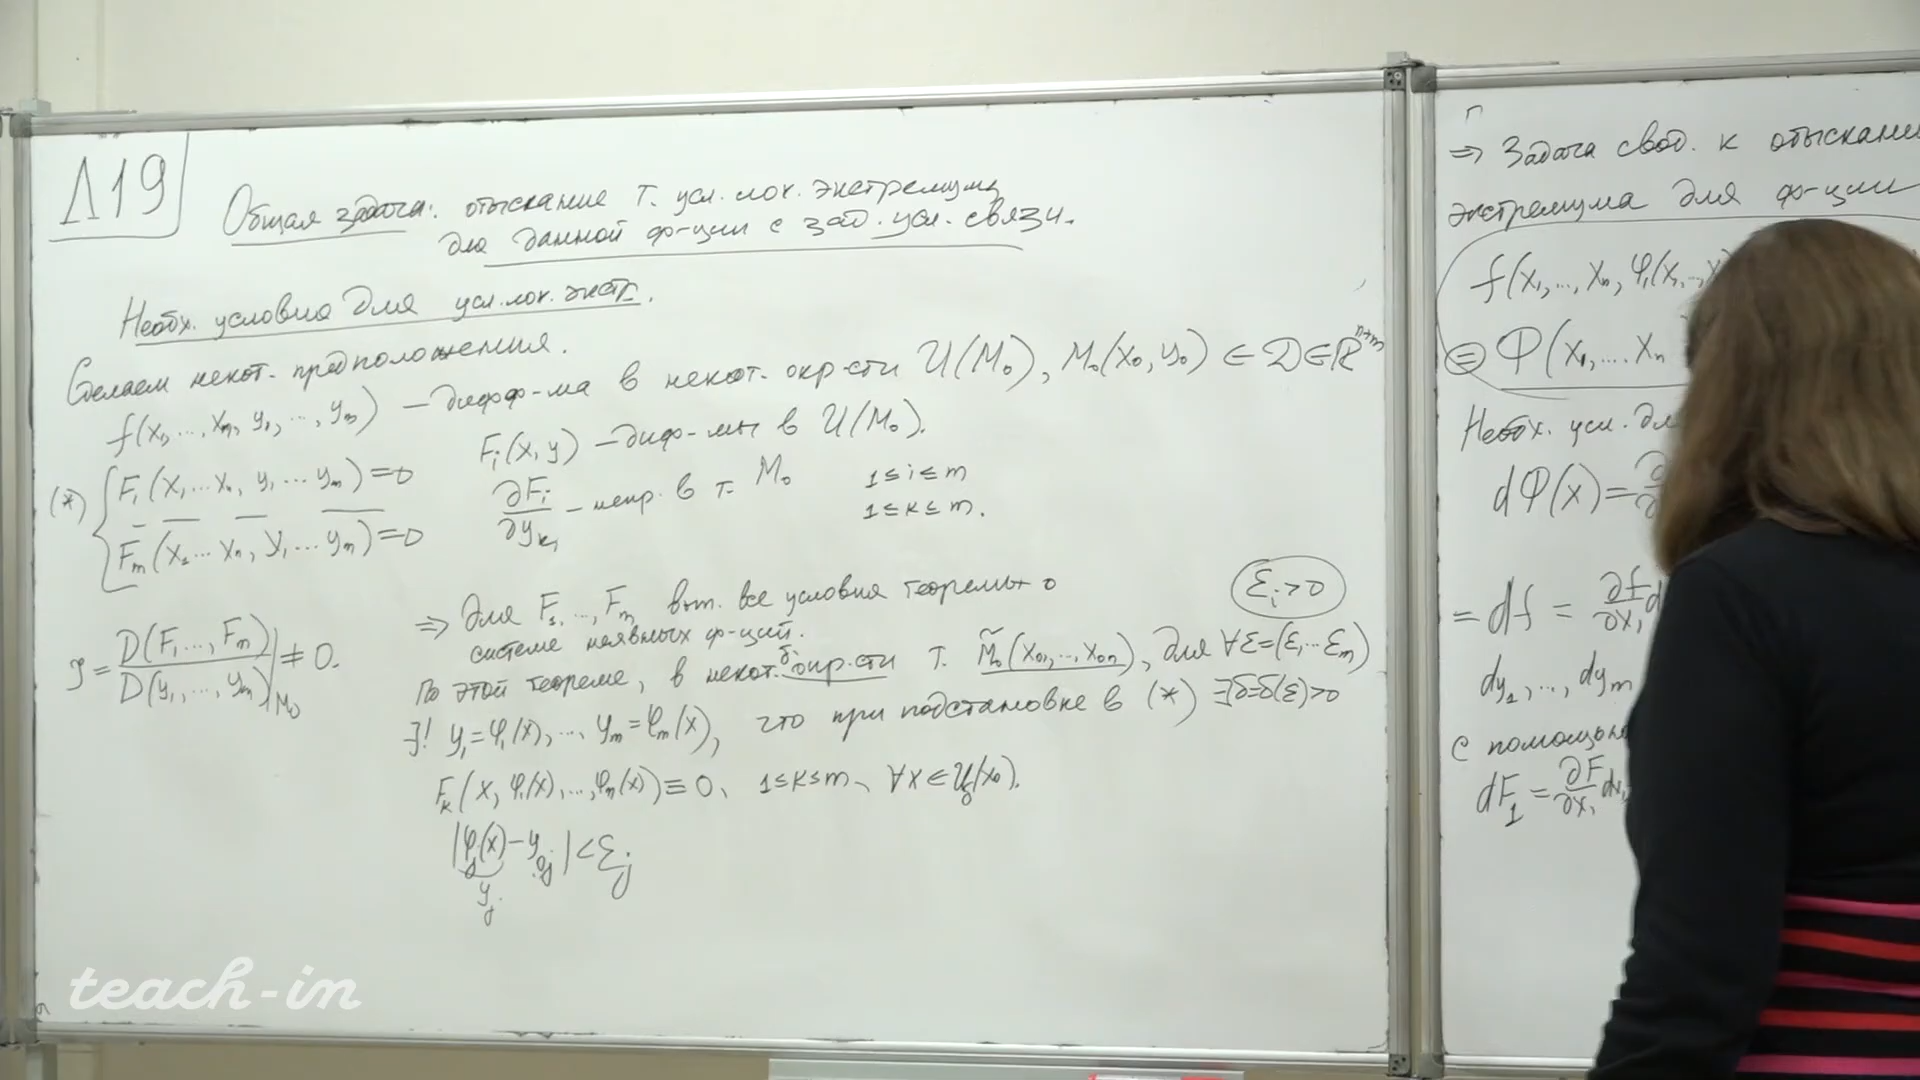 Л19
Общая задача: отыскание т. усл. лок. экстремума
для данной ф-ции с зад. усл. связи.
Необх. условия для усл. лок. экстр.
Сделаем некот. предположения.
f(x₁,...,xₙ, y₁,...,yₘ) – дифф-ма в некот. окр-сти U(M₀), M₀(x₀, y₀) ∈ D ∈ ℝⁿ⁺ᵐ
(*) { F₁(x₁...xₙ, y₁...yₘ)=0
Fₘ(x₁...xₙ, y₁...yₘ)=0
Fᵢ(x, y) – диф-мы в U(M₀).
∂Fᵢ/∂yₖ – непр. в т. M₀ 1≤i≤m
1≤k≤m.
J = D(F₁,...,Fₘ)/D(y₁,...,yₘ)|M₀ ≠ 0.
⇒ Для F₁,...,Fₘ вып. все условия теоремы о
системе неявных ф-ций.
εᵢ>0
По этой теореме, в некот. δ окр-сти т. M̃₀(x₀₁,...,x₀ₙ), для ∀ε=(ε₁...εₘ)
∃δ=δ(ε)>0
∃! y₁=φ₁(x),..., yₘ=φₘ(x), что при подстановке в (*)
Fₖ(x, φ₁(x),...,φₘ(x))≡0, 1≤k≤m, ∀x∈U_δ(x₀).
|φⱼ(x)–y₀ⱼ|<εⱼ
yⱼ
⇒ Задача свод. к
экстремума для ф-ции
f(x₁,...,xₙ, φ₁(x₁,...,
= Φ(x₁,...xₙ
Необх. усл.
dΦ(x)=
= df = ∂f/∂x₁
dy₁,..., dyₘ
с
dF₁ = ∂F/∂x₁ dx₁
teach-in